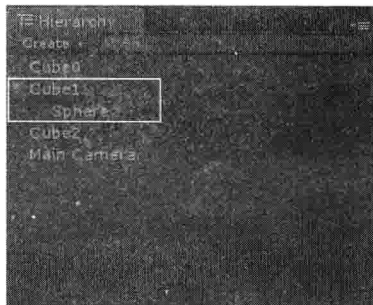 Hierarchy
Create
Cube0
Cube1
Sphere
Cube2
Main Camera